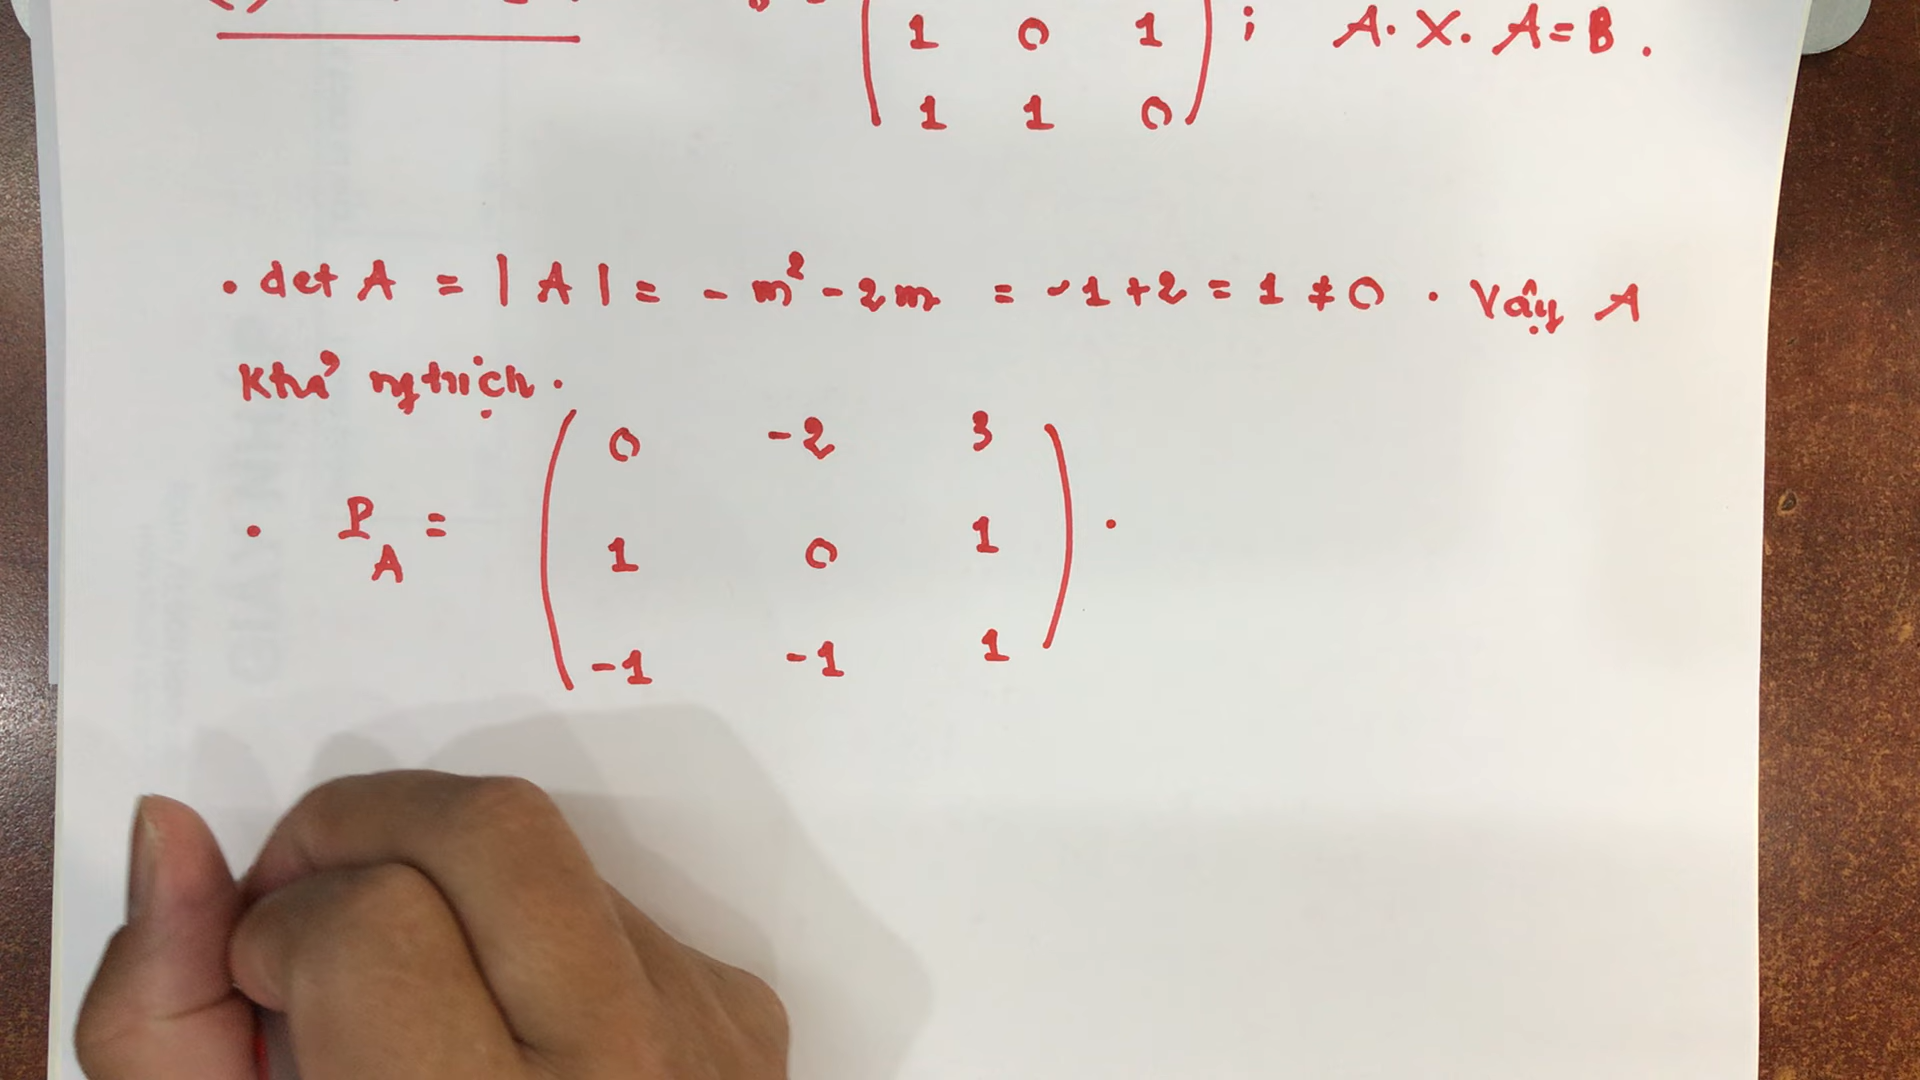 1 0 1 ; A. X. A = B .
1 1 0
. det A = | A | = - m² - 2m = -1 + 2 = 1 ≠ 0 . Vậy A
khả nghịch .
0 -2 3
. P_A = 1 0 1 .
-1 -1 1